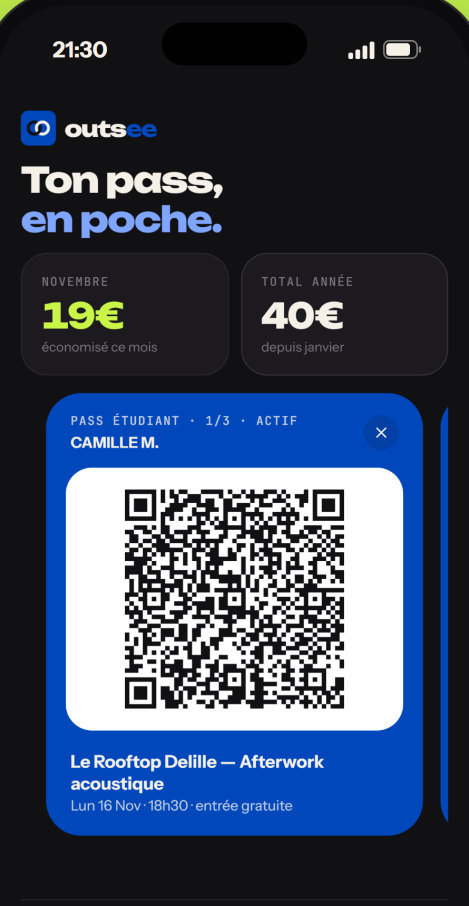 21:30
outsee
Ton pass,
en poche.
NOVEMBRE
19€
économisé ce mois
TOTAL ANNÉE
40€
depuis janvier
PASS ÉTUDIANT · 1/3 · ACTIF
CAMILLE M.
Le Rooftop Delille — Afterwork
acoustique
Lun 16 Nov · 18h30 · entrée gratuite